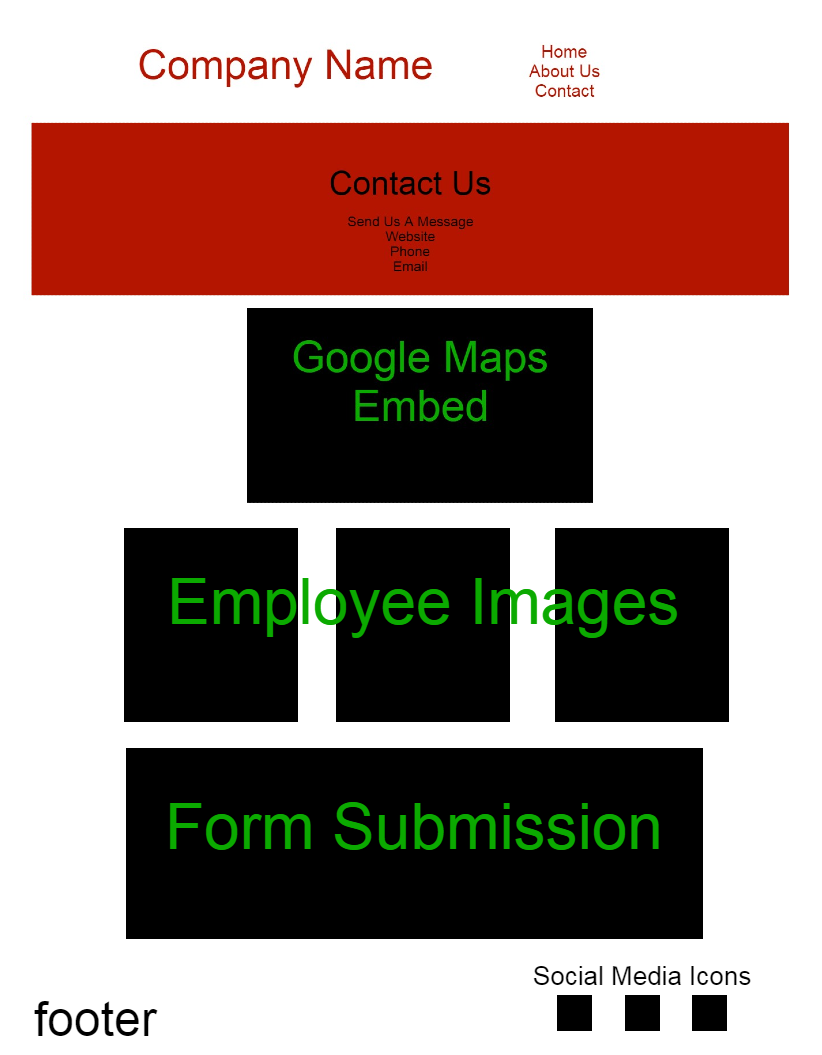 Company Name
Home
About Us
Contact
Contact Us
Send Us A Message
Website
Phone
Email
Google Maps
Embed
Employee Images
Form Submission
Social Media Icons
footer